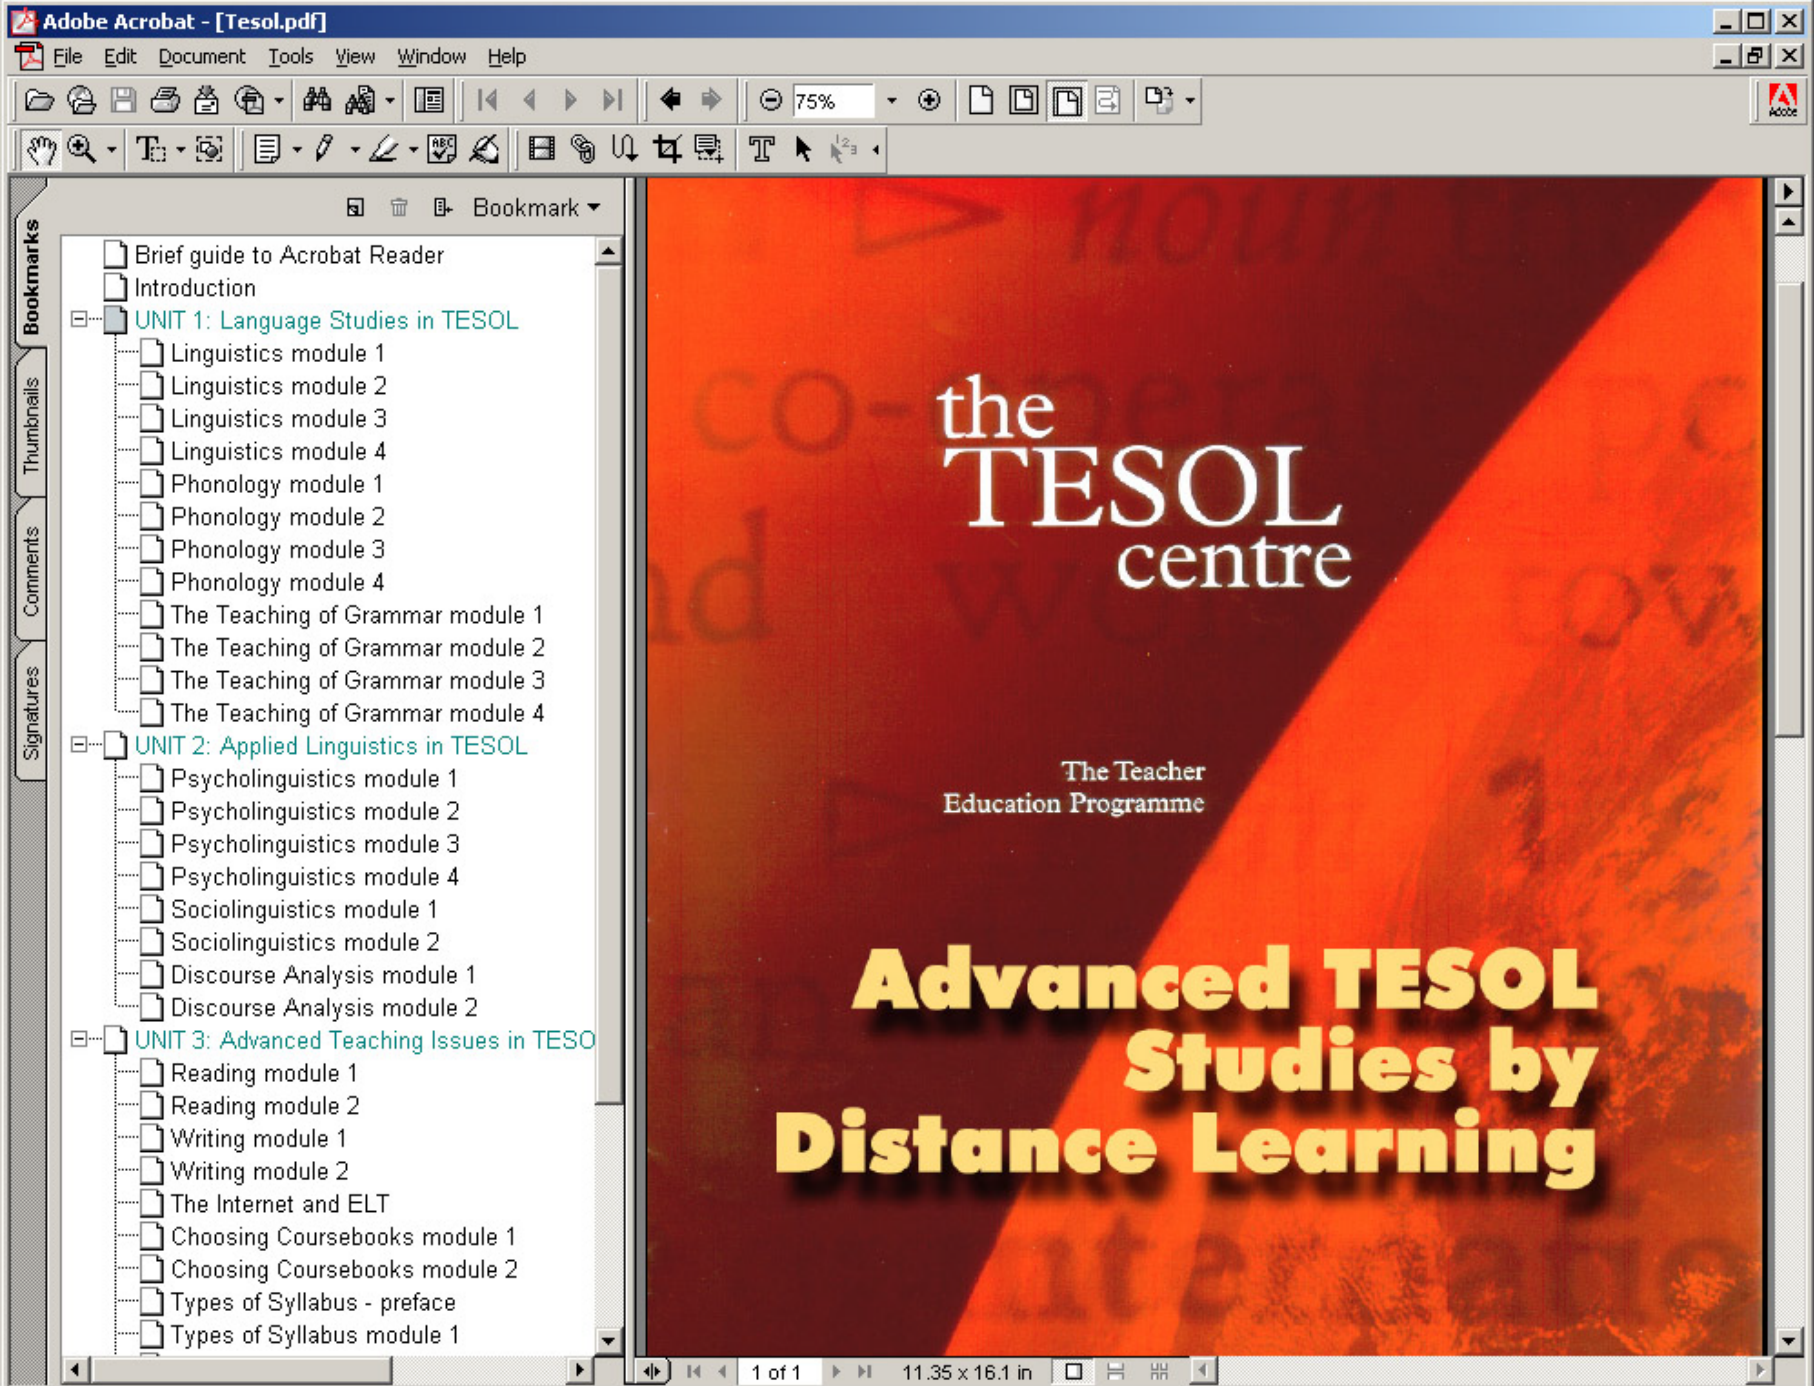 Adobe Acrobat - [Tesol.pdf]
File Edit Document Tools View Window Help
75%
Adobe
Bookmarks
Thumbnails
Comments
Signatures
Bookmark
Brief guide to Acrobat Reader
Introduction
UNIT 1: Language Studies in TESOL
Linguistics module 1
Linguistics module 2
Linguistics module 3
Linguistics module 4
Phonology module 1
Phonology module 2
Phonology module 3
Phonology module 4
The Teaching of Grammar module 1
The Teaching of Grammar module 2
The Teaching of Grammar module 3
The Teaching of Grammar module 4
UNIT 2: Applied Linguistics in TESOL
Psycholinguistics module 1
Psycholinguistics module 2
Psycholinguistics module 3
Psycholinguistics module 4
Sociolinguistics module 1
Sociolinguistics module 2
Discourse Analysis module 1
Discourse Analysis module 2
UNIT 3: Advanced Teaching Issues in TESO
Reading module 1
Reading module 2
Writing module 1
Writing module 2
The Internet and ELT
Choosing Coursebooks module 1
Choosing Coursebooks module 2
Types of Syllabus - preface
Types of Syllabus module 1
noun
the
TESOL
centre
The Teacher
Education Programme
Advanced TESOL
Studies by
Distance Learning
1 of 1
11.35 x 16.1 in